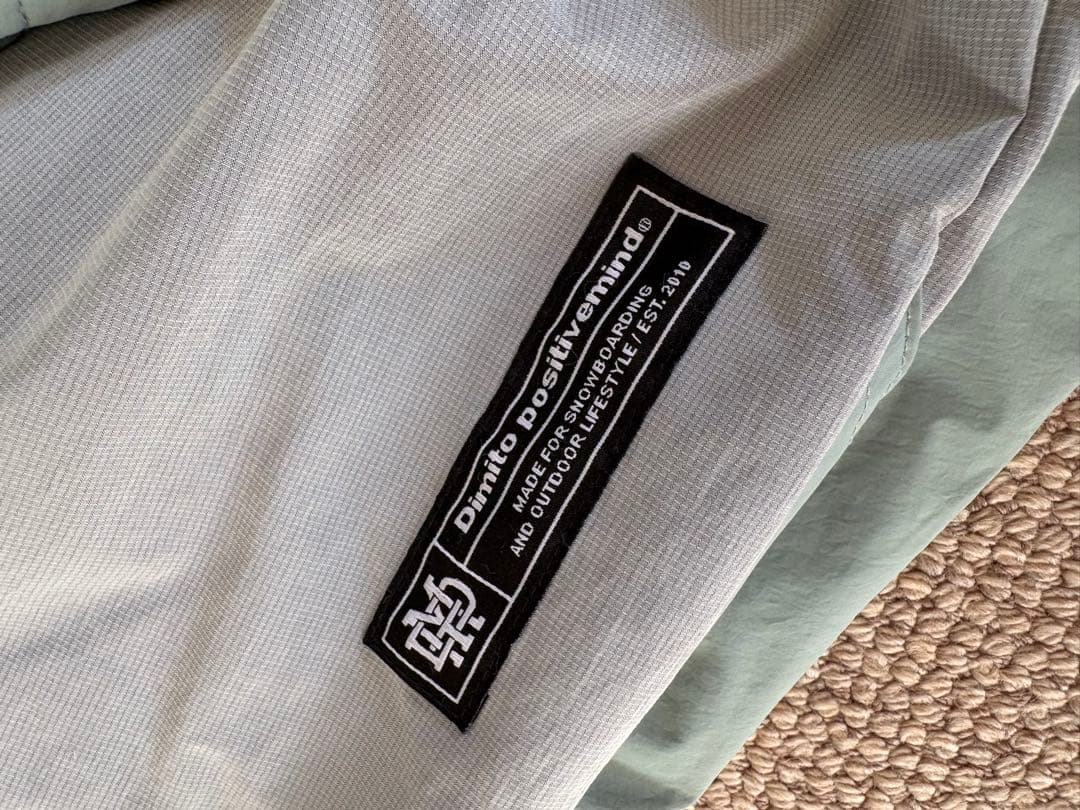 Dimito positivemind®
MADE FOR SNOWBOARDING
AND OUTDOOR LIFESTYLE / EST. 2010